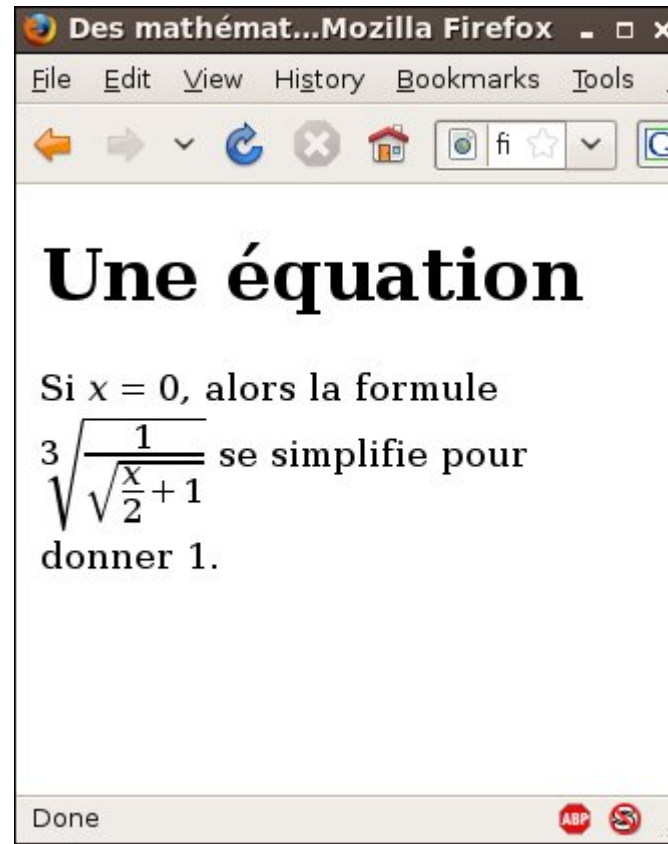 Des mathémat...Mozilla Firefox
File Edit View History Bookmarks Tools
fi G
Une équation
Si x = 0, alors la formule
∛(1/√(x/2+1)) se simplifie pour
donner 1.
Done ABP S